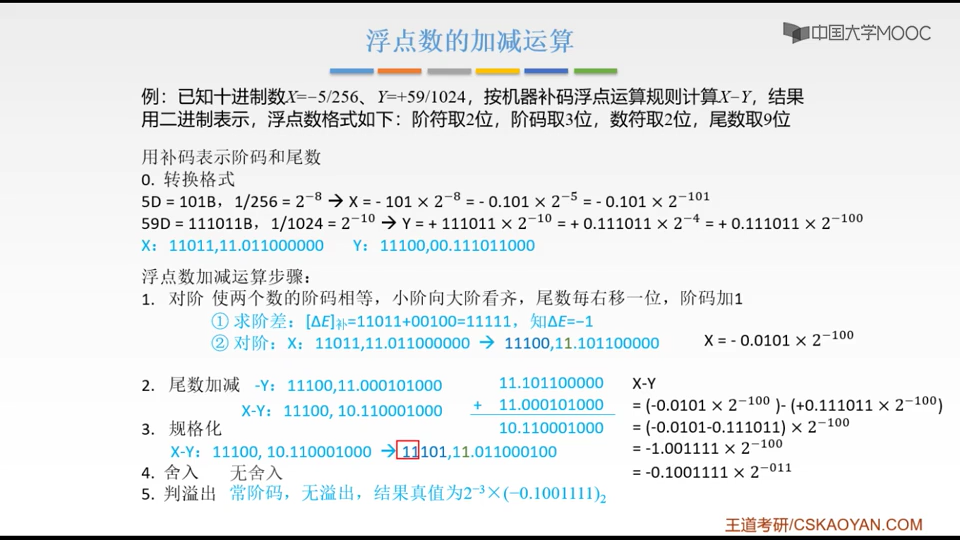 浮点数的加减运算
中国大学MOOC
例：已知十进制数X=−5/256、Y=+59/1024，按机器补码浮点运算规则计算X−Y，结果
用二进制表示，浮点数格式如下：阶符取2位，阶码取3位，数符取2位，尾数取9位
用补码表示阶码和尾数
0. 转换格式
5D = 101B，1/256 = 2⁻⁸ → X = - 101 × 2⁻⁸ = - 0.101 × 2⁻⁵ = - 0.101 × 2⁻¹⁰¹
59D = 111011B，1/1024 = 2⁻¹⁰ → Y = + 111011 × 2⁻¹⁰ = + 0.111011 × 2⁻⁴ = + 0.111011 × 2⁻¹⁰⁰
X：11011,11.011000000 Y：11100,00.111011000
浮点数加减运算步骤：
1. 对阶 使两个数的阶码相等，小阶向大阶看齐，尾数每右移一位，阶码加1
① 求阶差：[ΔE]补=11011+00100=11111，知ΔE=−1
② 对阶：X：11011,11.011000000 → 11100,11.101100000 X = - 0.0101 × 2⁻¹⁰⁰
2. 尾数加减 -Y：11100,11.000101000 11.101100000 X-Y
X-Y：11100, 10.110001000 + 11.000101000 = (-0.0101 × 2⁻¹⁰⁰ )- (+0.111011 × 2⁻¹⁰⁰)
3. 规格化 10.110001000 = (-0.0101-0.111011) × 2⁻¹⁰⁰
X-Y：11100, 10.110001000 → 11101,11.011000100 = -1.001111 × 2⁻¹⁰⁰
4. 舍入 无舍入 = -0.1001111 × 2⁻⁰¹¹
5. 判溢出 常阶码，无溢出，结果真值为2⁻³×(−0.1001111)₂
王道考研/CSKAOYAN.COM